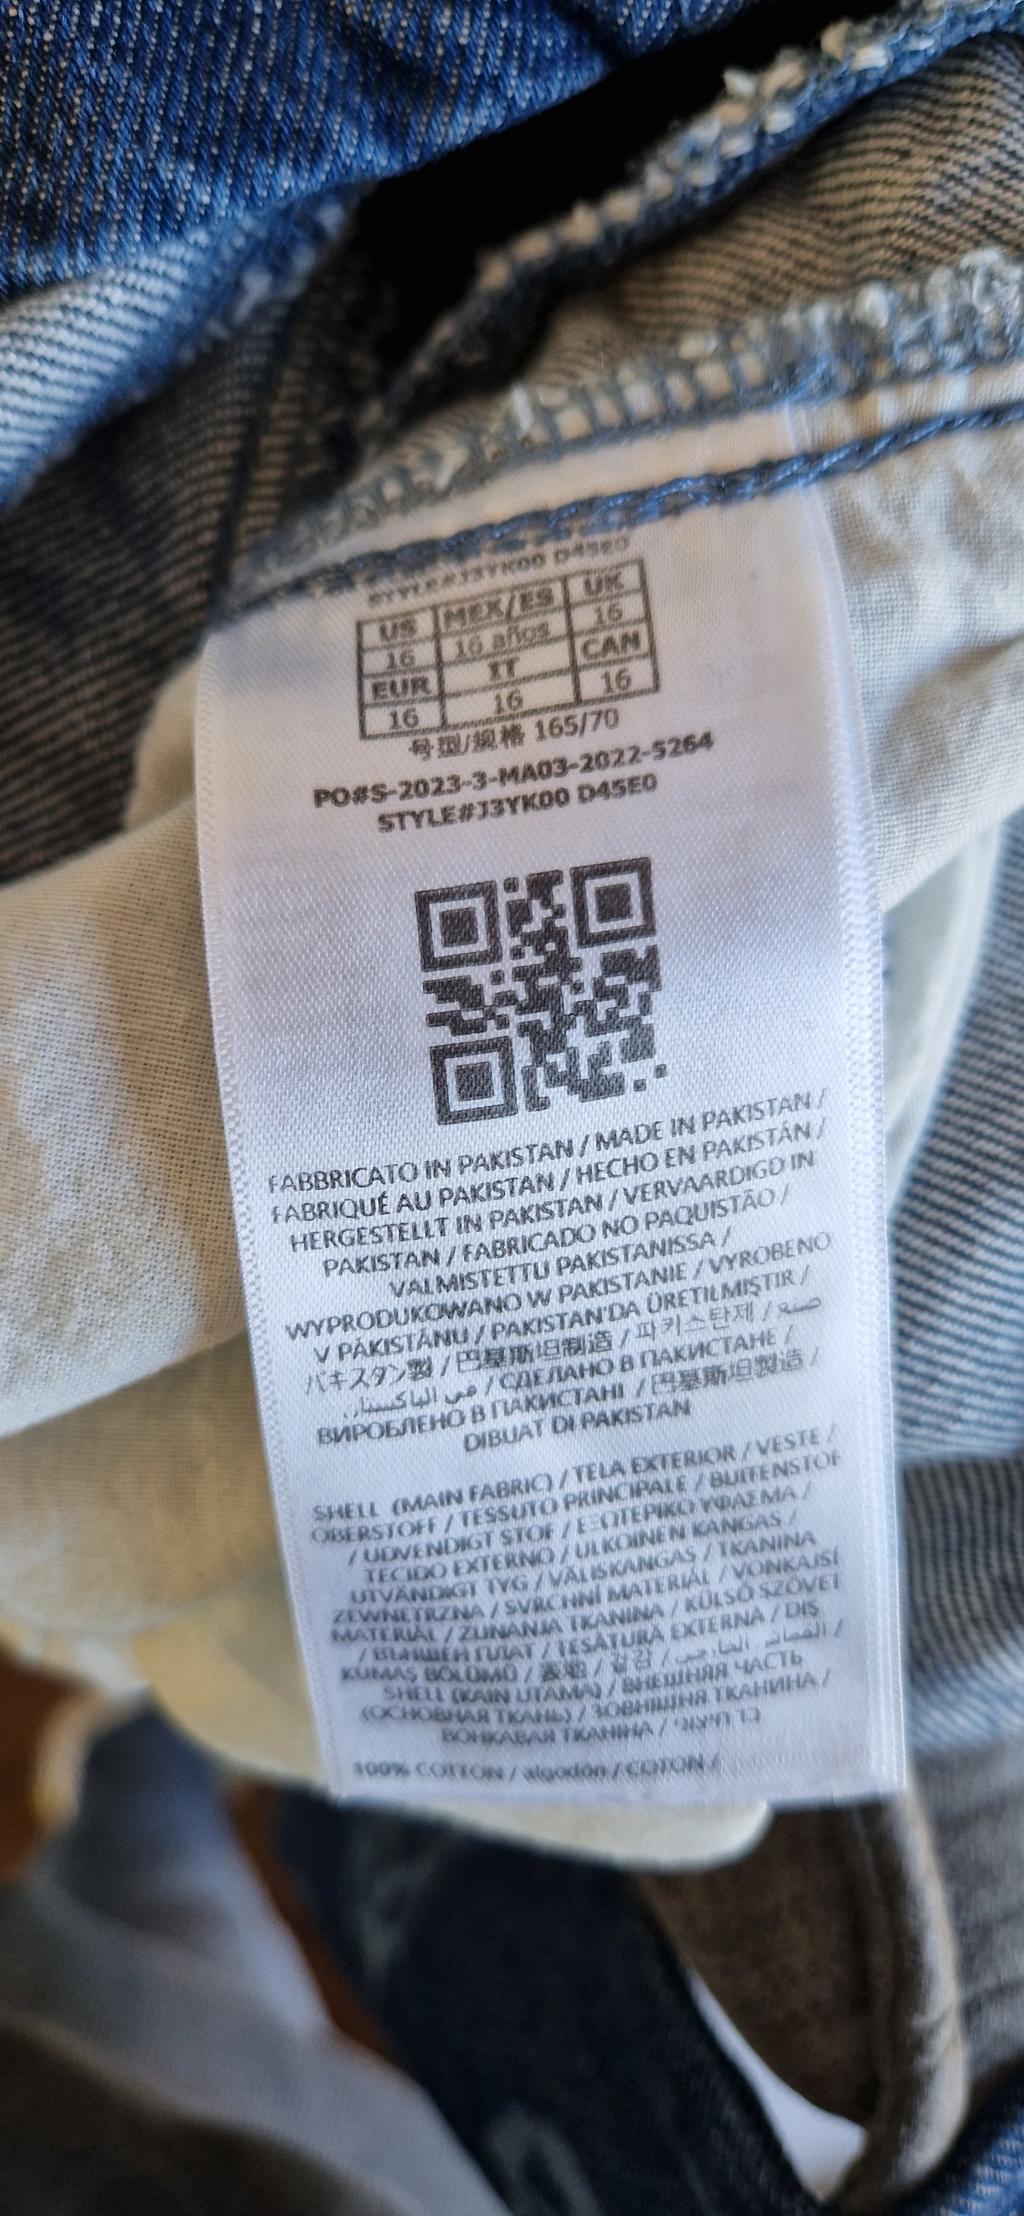 STYLE#J3YK00 D45E0
US MEX/ES UK
16 16 años 16
EUR IT CAN
16 16 16
号型/规格 165/70
PO#S-2023-3-MA03-2022-5264
STYLE#J3YK00 D45E0
FABBRICATO IN PAKISTAN / MADE IN PAKISTAN /
FABRIQUÉ AU PAKISTAN / HECHO EN PAKISTÁN /
HERGESTELLT IN PAKISTAN / VERVAARDIGD IN
PAKISTAN / FABRICADO NO PAQUISTÃO /
VALMISTETTU PAKISTANISSA /
WYPRODUKOWANO W PAKISTANIE / VYROBENO
V PÁKISTÁNU / PAKISTAN'DA ÜRETILMIŞTIR /
パキスタン製 / 巴基斯坦制造 / 파키스탄제 / صنع
في الباكستان / СДЕЛАНО В ПАКИСТАНЕ /
ВИРОБЛЕНО В ПАКИСТАНІ / 巴基斯坦製造 /
DIBUAT DI PAKISTAN
SHELL (MAIN FABRIC) / TELA EXTERIOR / VESTE /
OBERSTOFF / TESSUTO PRINCIPALE / BUITENSTOF
/ UDVENDIGT STOF / ΕΞΩΤΕΡΙΚΟ ΥΦΑΣΜΑ /
TECIDO EXTERNO / ULKOINEN KANGAS /
UTVÄNDIGT TYG / VÄLISKANGAS / TKANINA
ZEWNĘTRZNA / SVRCHNÍ MATERIÁL / VONKAJŠÍ
MATERIÁL / ZUNANJA TKANINA / KÜLSŐ SZÖVET
/ ВЪНШЕН ПЛАТ / TESĂTURĂ EXTERNĂ / DIŞ
KUMAŞ BÖLÜMÜ / 表地 / 겉감 / القماش الخارجي /
SHELL (KAIN UTAMA) / ВНЕШНЯЯ ЧАСТЬ
(ОСНОВНАЯ ТКАНЬ) / ЗОВНІШНЯ ТКАНИНА /
ВОНКАВАЯ ТКАНІНА / בד חיצוני
100% COTTON / algodón / COTON /